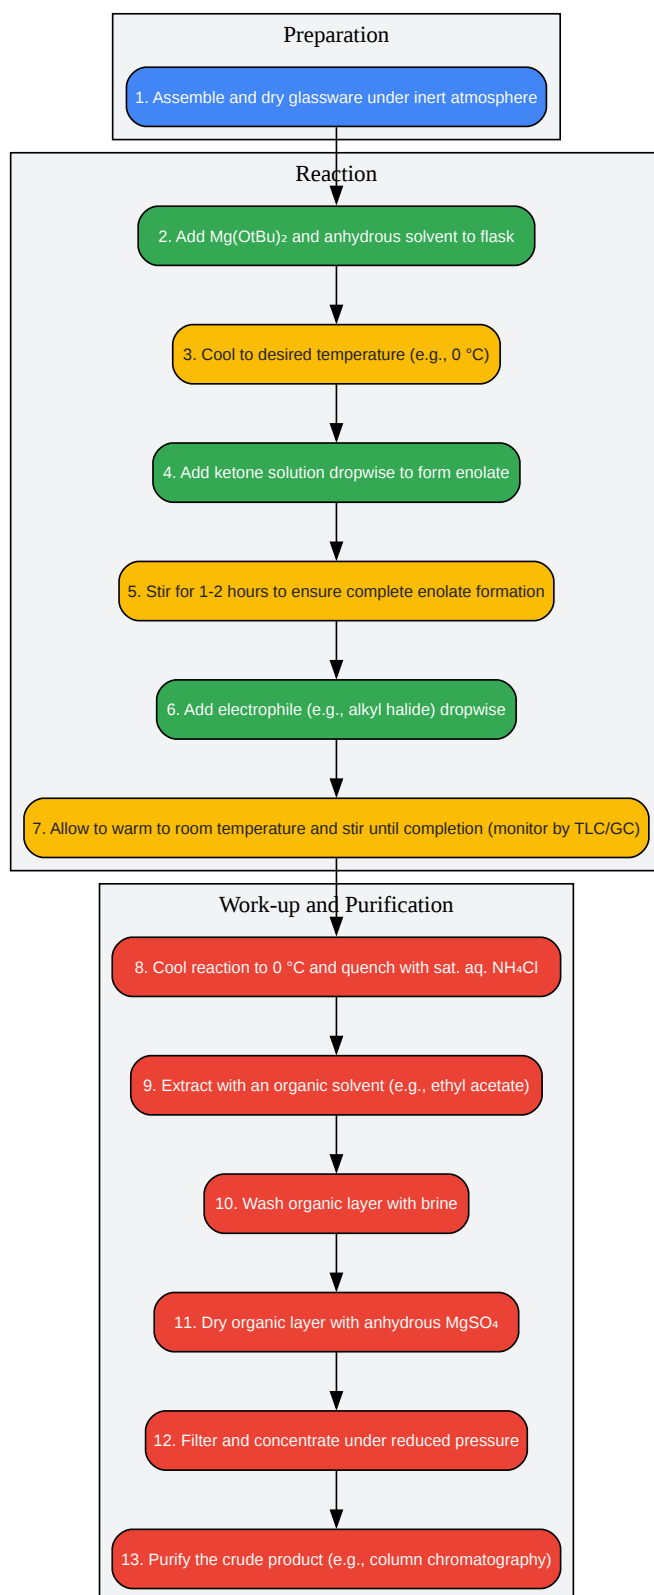 Preparation
1. Assemble and dry glassware under inert atmosphere
Reaction
2. Add Mg(OtBu)₂ and anhydrous solvent to flask
3. Cool to desired temperature (e.g., 0 °C)
4. Add ketone solution dropwise to form enolate
5. Stir for 1-2 hours to ensure complete enolate formation
6. Add electrophile (e.g., alkyl halide) dropwise
7. Allow to warm to room temperature and stir until completion (monitor by TLC/GC)
Work-up and Purification
8. Cool reaction to 0 °C and quench with sat. aq. NH₄Cl
9. Extract with an organic solvent (e.g., ethyl acetate)
10. Wash organic layer with brine
11. Dry organic layer with anhydrous MgSO₄
12. Filter and concentrate under reduced pressure
13. Purify the crude product (e.g., column chromatography)